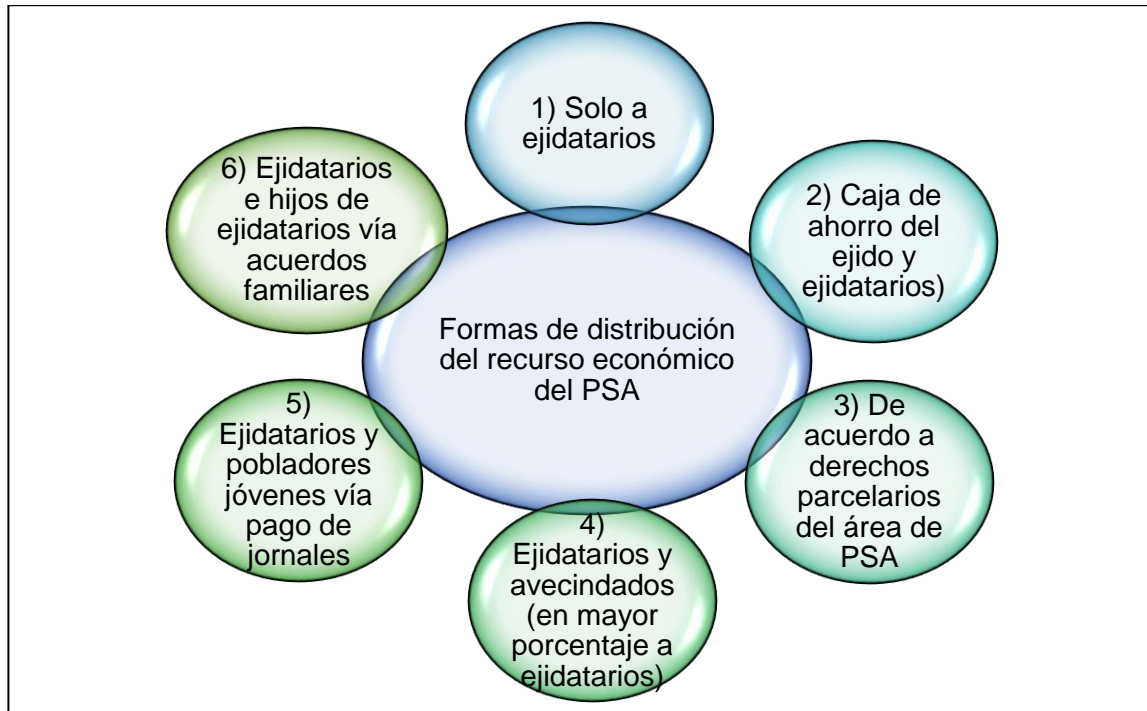 1) Solo a
ejidatarios
2) Caja de
ahorro del
ejido y
ejidatarios)
3) De
acuerdo a
derechos
parcelarios
del área de
PSA
4)
Ejidatarios y
avecindados
(en mayor
porcentaje a
ejidatarios)
5)
Ejidatarios y
pobladores
jóvenes vía
pago de
jornales
6) Ejidatarios
e hijos de
ejidatarios vía
acuerdos
familiares
Formas de distribución
del recurso económico
del PSA